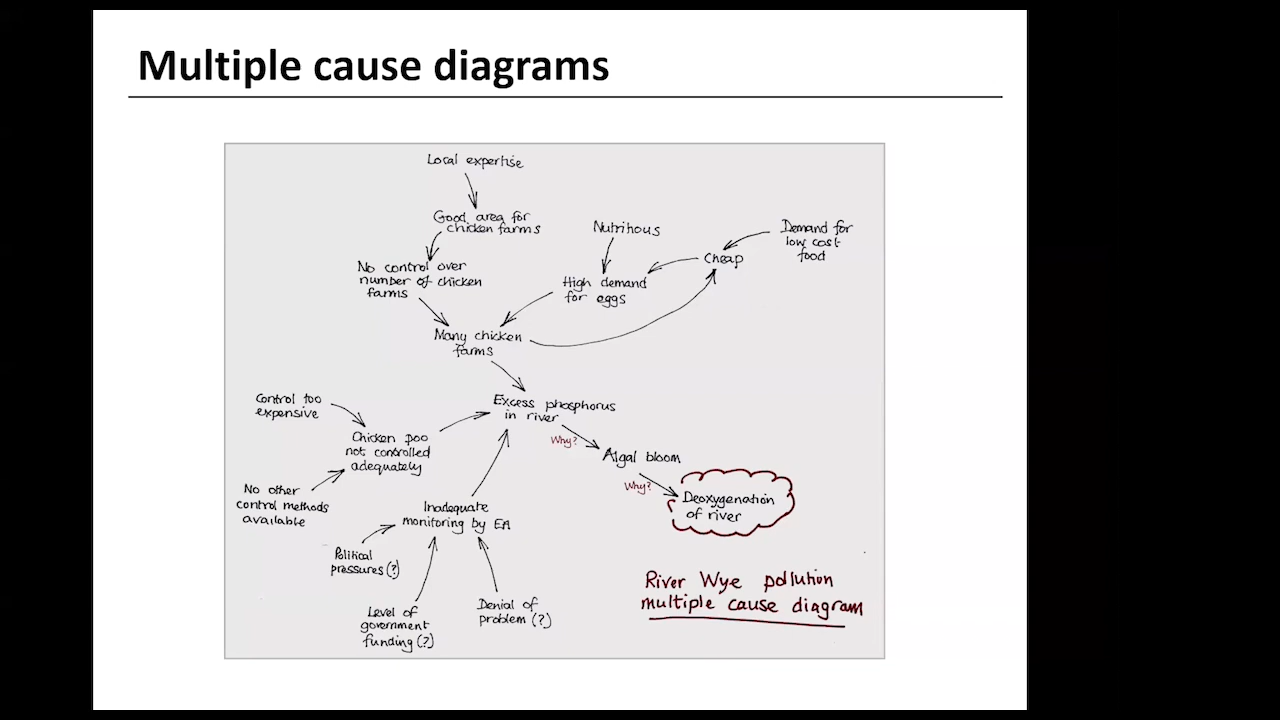 Multiple cause diagrams
Local expertise
Good area for
chicken farms
Nutritious
Demand for
low cost
food
Cheap
No control over
number of chicken
farms
High demand
for eggs
Many chicken
farms
Control too
expensive
Excess phosphorus
in river
Chicken poo
not controlled
adequately
Why?
Algal bloom
Why?
No other
control methods
available
Deoxygenation
of river
Inadequate
monitoring by EA
Political
pressures (?)
Level of
government
funding (?)
Denial of
problem (?)
River Wye pollution
multiple cause diagram